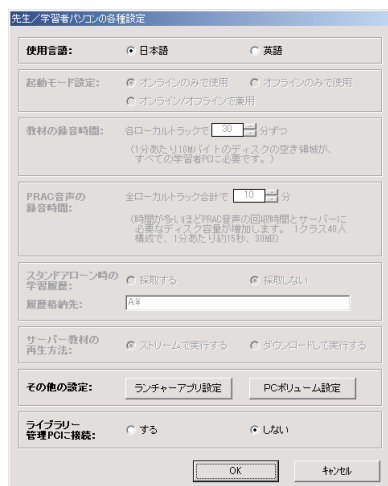 先生／学習者パソコンの各種設定
使用言語: 日本語 英語
起動モード設定: オンラインのみで使用 オフラインのみで使用
オンライン/オフラインで兼用
教材の録音時間: 各ローカルトラックで 30 分ずつ
(1分あたり10Mバイトのディスクの空き領域が、
すべての学習者PCに必要です。)
PRAC音声の
録音時間: 全ローカルトラック合計で 10 分
(時間が多いほどPRAC音声の回収時間とサーバーに
必要なディスク容量が増加します。 1クラス40人
構成で、1分あたり約15秒、30MB)
スタンドアローン時の
学習履歴: 採取する 採取しない
履歴格納先: A¥
サーバー教材の
再生方法: ストリームで実行する ダウンロードして実行する
その他の設定: ランチャーアプリ設定 PCボリューム設定
ライブラリー
管理PCに接続: する しない
OK キャンセル